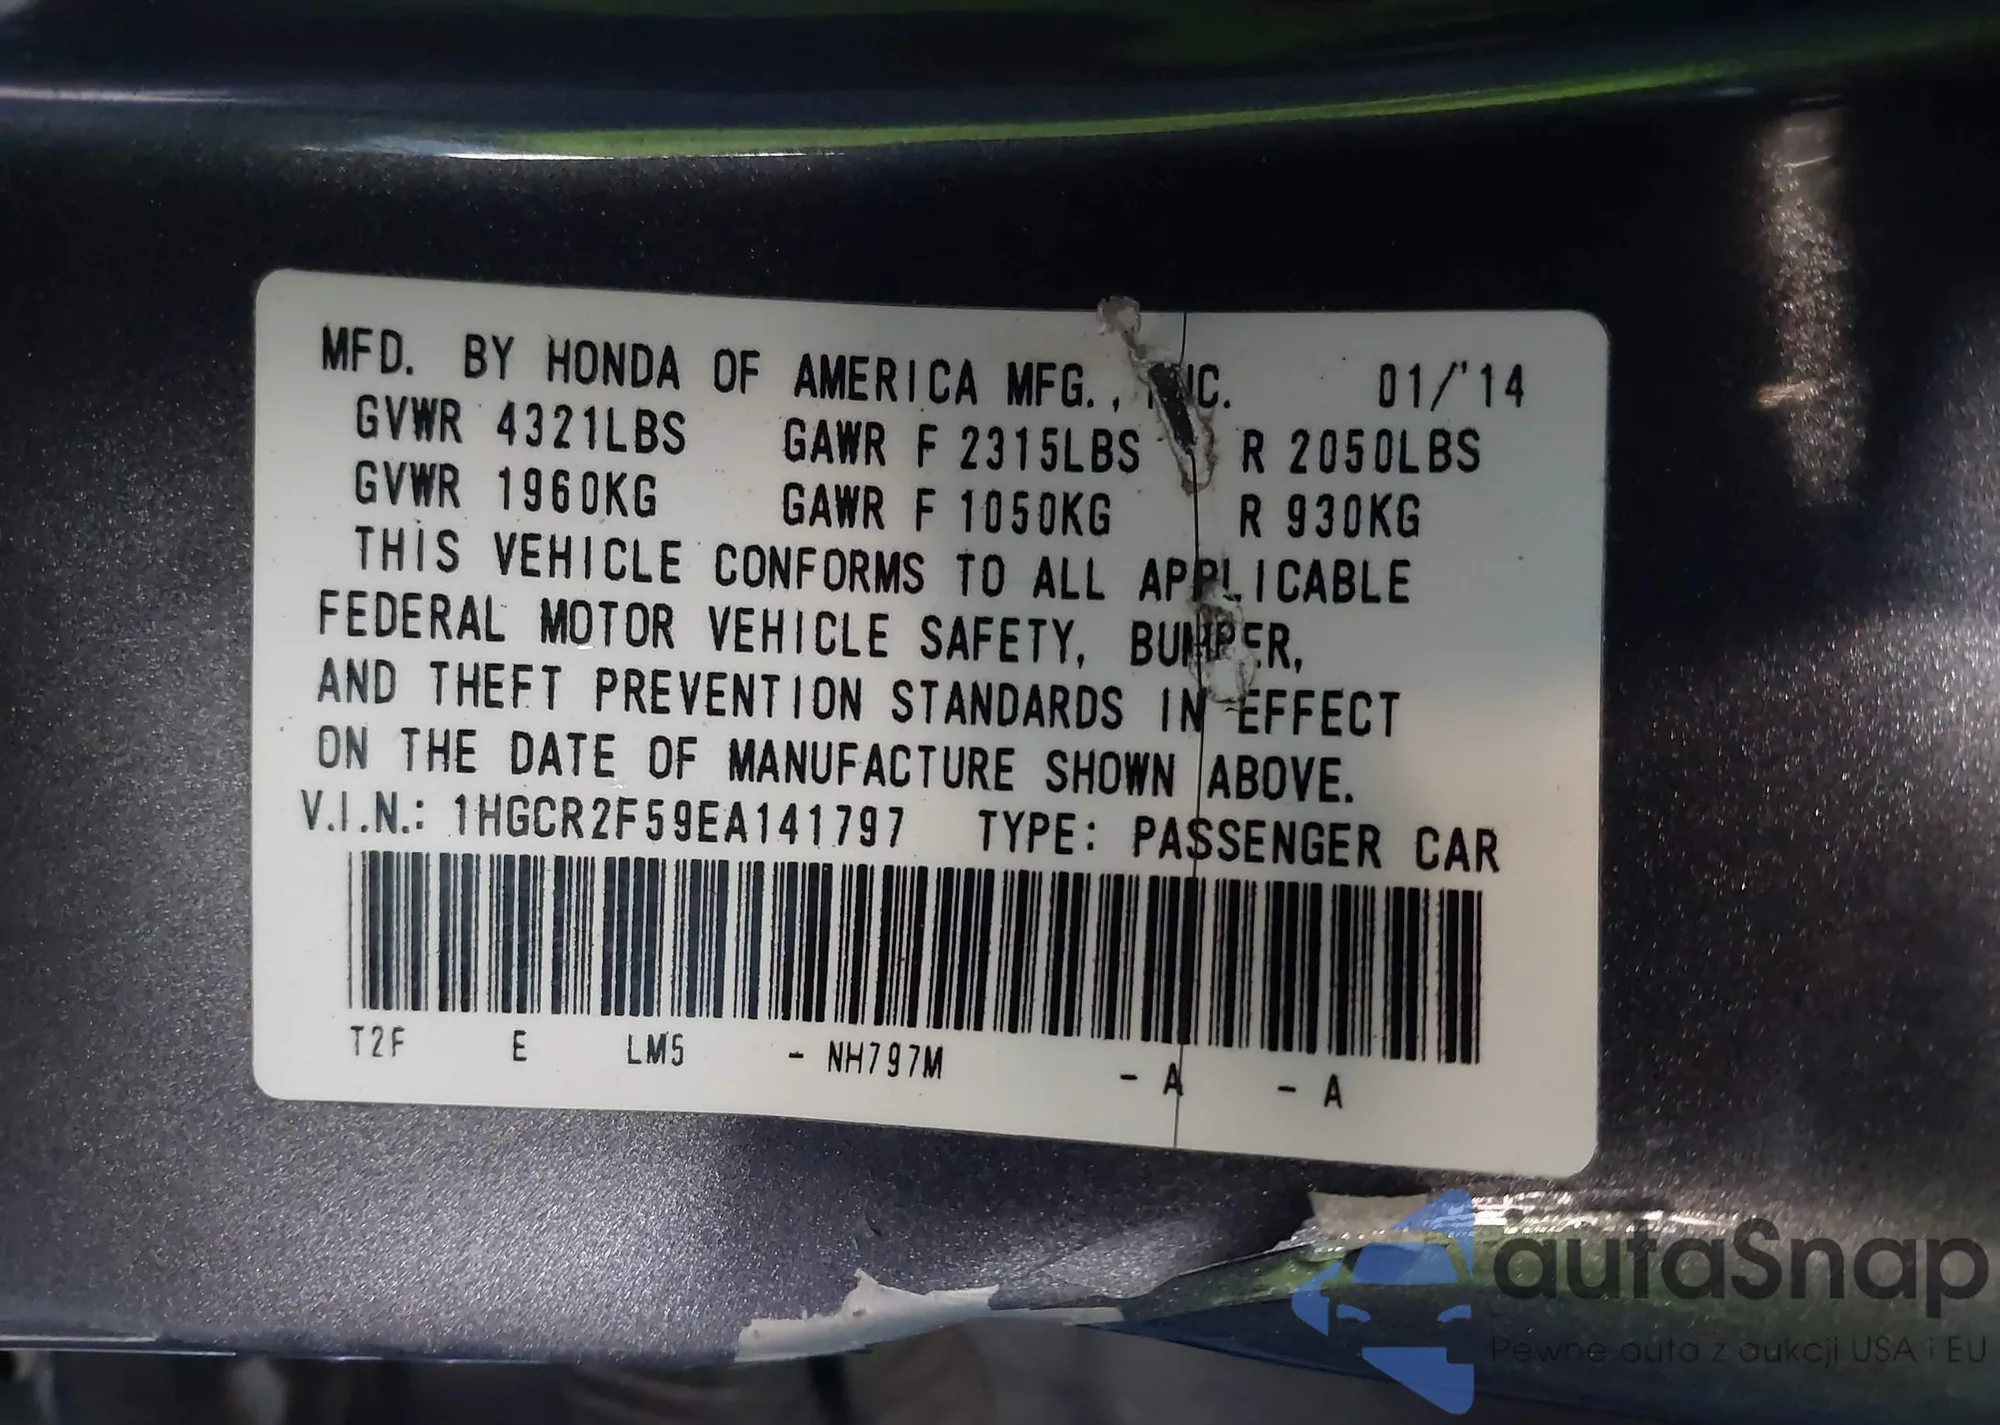 MFD. BY HONDA OF AMERICA MFG., INC. 01/'14
GVWR 4321LBS GAWR F 2315LBS R 2050LBS
GVWR 1960KG GAWR F 1050KG R 930KG
THIS VEHICLE CONFORMS TO ALL APPLICABLE
FEDERAL MOTOR VEHICLE SAFETY, BUMPER,
AND THEFT PREVENTION STANDARDS IN EFFECT
ON THE DATE OF MANUFACTURE SHOWN ABOVE.
V.I.N.: 1HGCR2F59EA141797 TYPE: PASSENGER CAR
T2F E LM5 - NH797M - A - A
autaSnap
Pewne auta z aukcji USA i EU